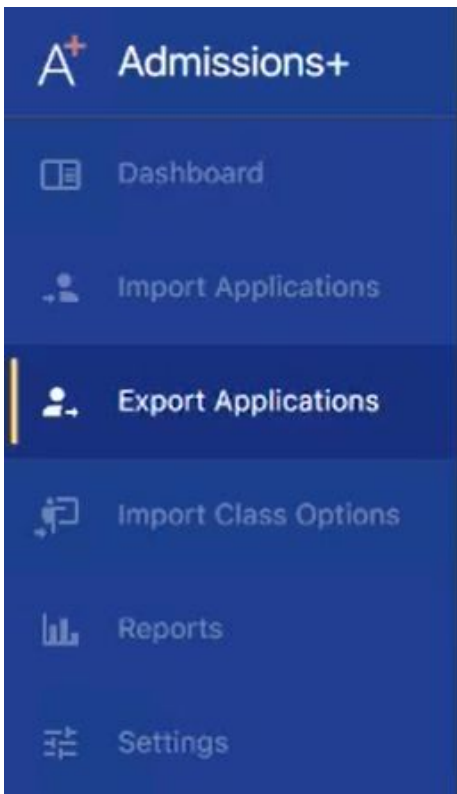 A+ Admissions+
Dashboard
Import Applications
Export Applications
Import Class Options
Reports
Settings